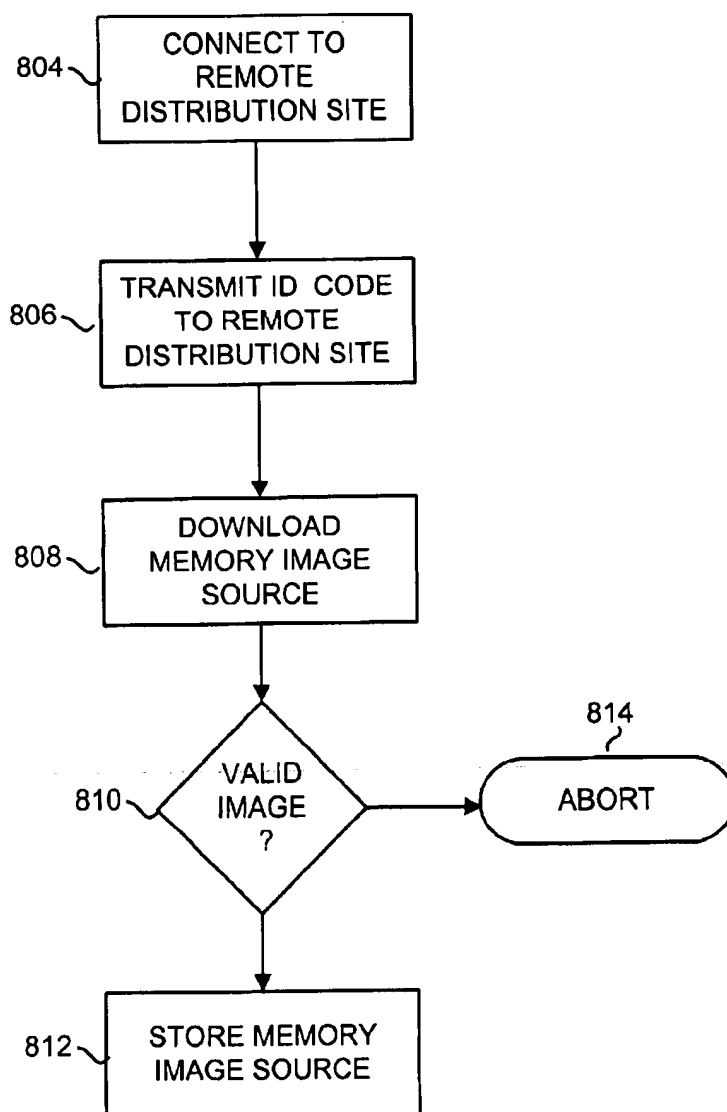 804
CONNECT TO
REMOTE
DISTRIBUTION SITE
806
TRANSMIT ID CODE
TO REMOTE
DISTRIBUTION SITE
808
DOWNLOAD
MEMORY IMAGE
SOURCE
810
VALID
IMAGE
?
814
ABORT
812
STORE MEMORY
IMAGE SOURCE